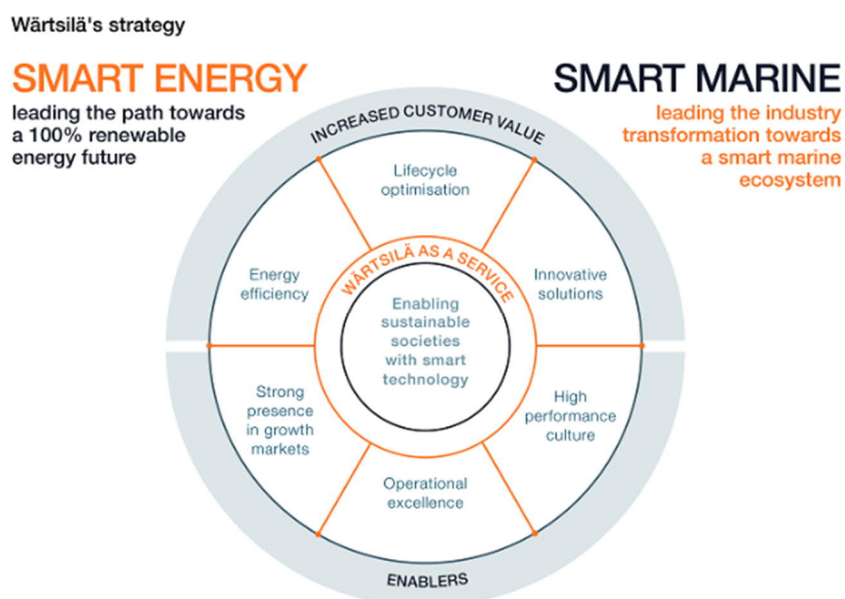 Wärtsilä's strategy
SMART ENERGY
leading the path towards
a 100% renewable
energy future
SMART MARINE
leading the industry
transformation towards
a smart marine
ecosystem
INCREASED CUSTOMER VALUE
Lifecycle
optimisation
Energy
efficiency
Innovative
solutions
WÄRTSILÄ AS A SERVICE
Enabling
sustainable
societies
with smart
technology
Strong
presence
in growth
markets
High
performance
culture
Operational
excellence
ENABLERS